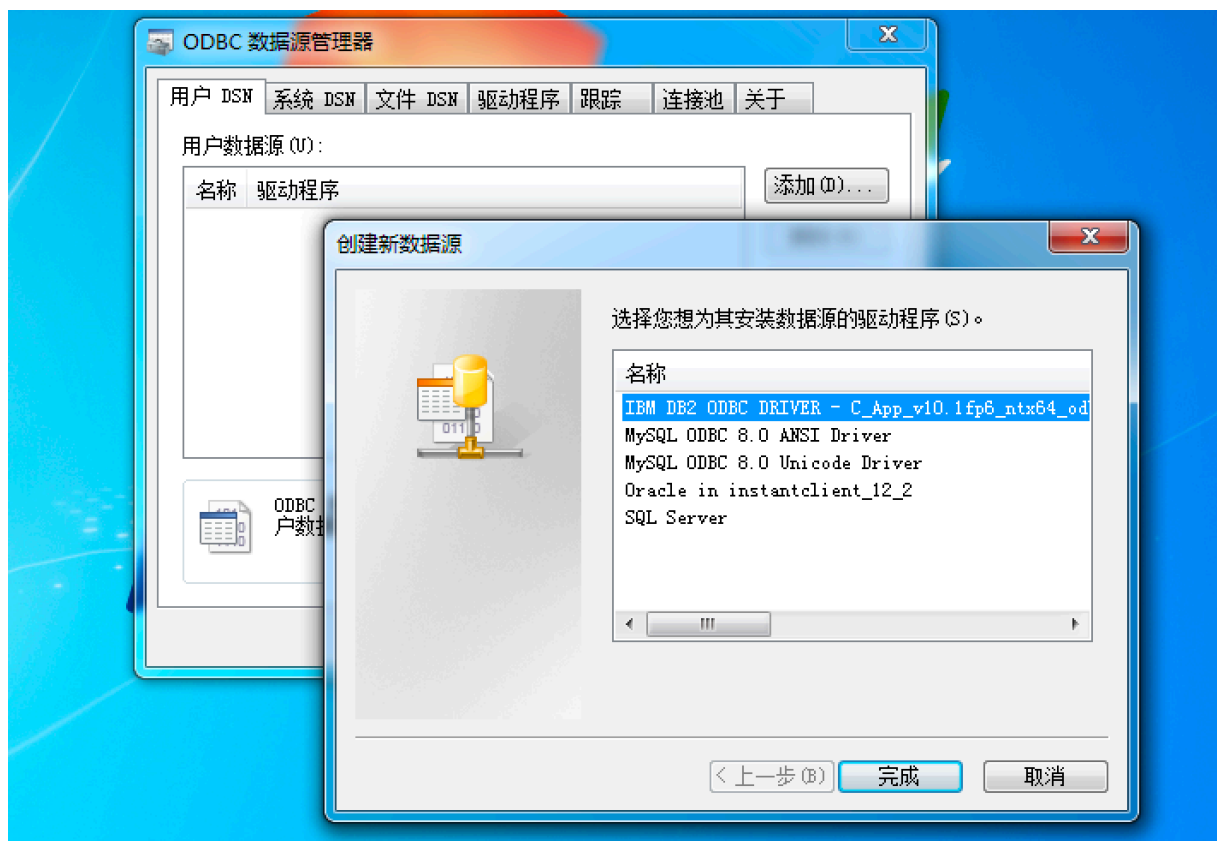 ODBC 数据源管理器
用户 DSN 系统 DSN 文件 DSN 驱动程序 跟踪 连接池 关于
用户数据源(U):
名称 驱动程序
添加(D)...
创建新数据源
选择您想为其安装数据源的驱动程序(S)。
名称
IBM DB2 ODBC DRIVER - C_App_v10.1fp6_ntx64_od
MySQL ODBC 8.0 ANSI Driver
MySQL ODBC 8.0 Unicode Driver
Oracle in instantclient_12_2
SQL Server
ODBC
户数
<上一步(B) 完成 取消